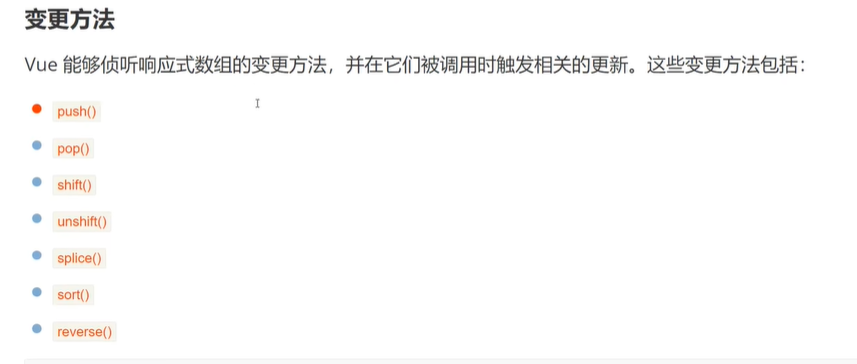 变更方法
Vue 能够侦听响应式数组的变更方法，并在它们被调用时触发相关的更新。这些变更方法包括：
push()
pop()
shift()
unshift()
splice()
sort()
reverse()